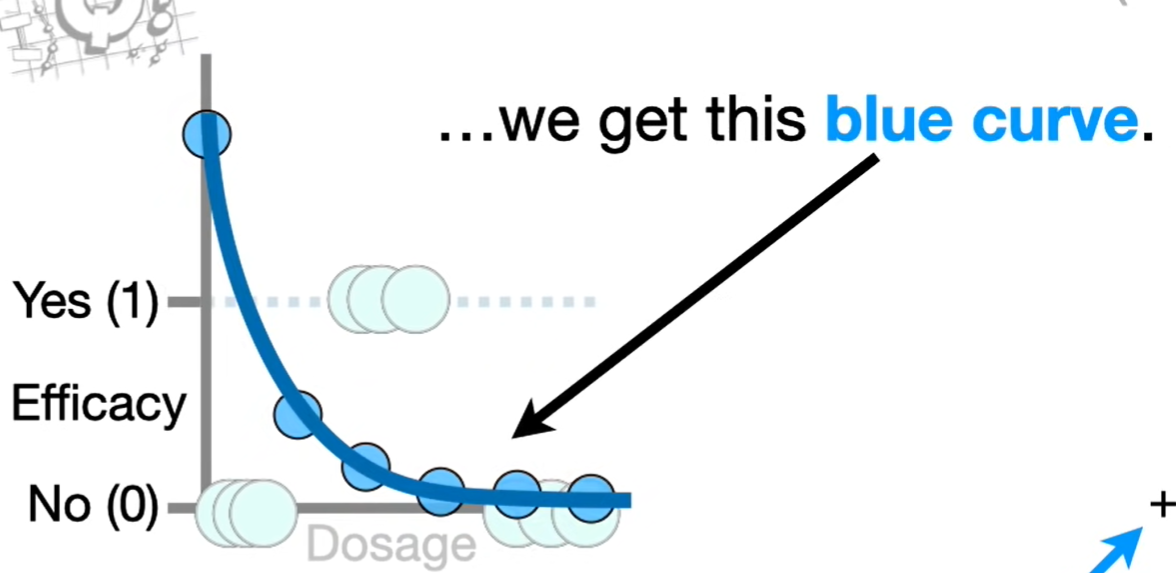 ...we get this blue curve.
Yes (1)
Efficacy
No (0)
Dosage
+